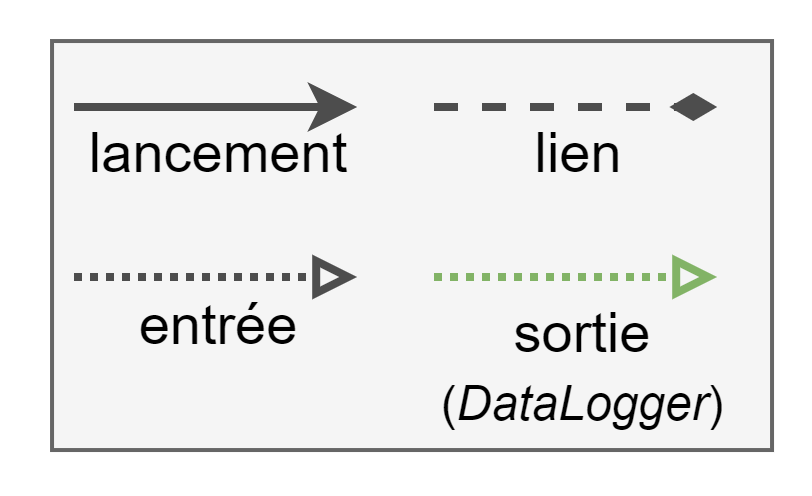 lancement
lien
entrée
sortie
(DataLogger)